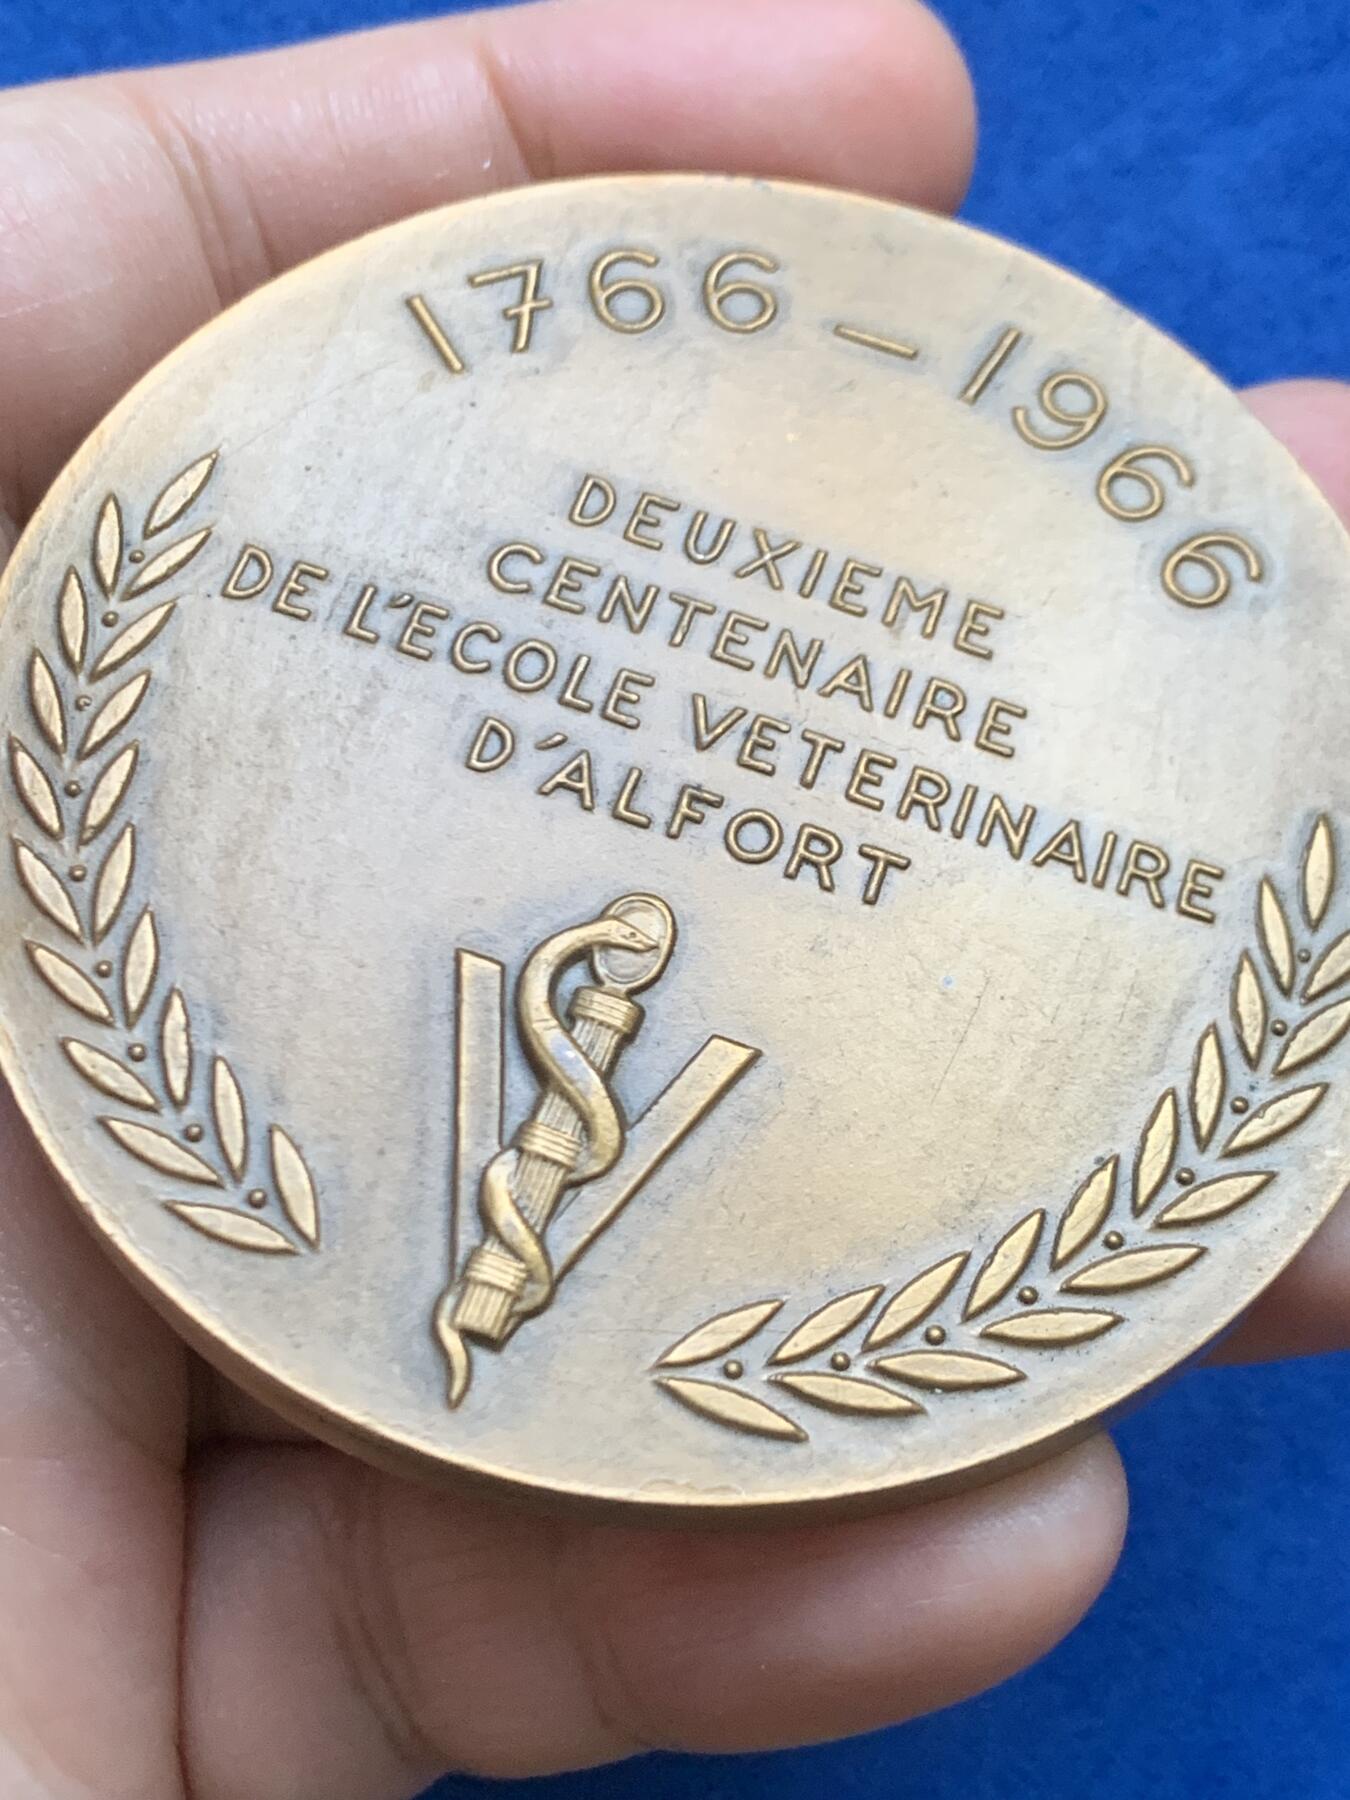 1766 - 1966
DEUXIEME
CENTENAIRE
DE L'ECOLE VETERINAIRE
D'ALFORT
V